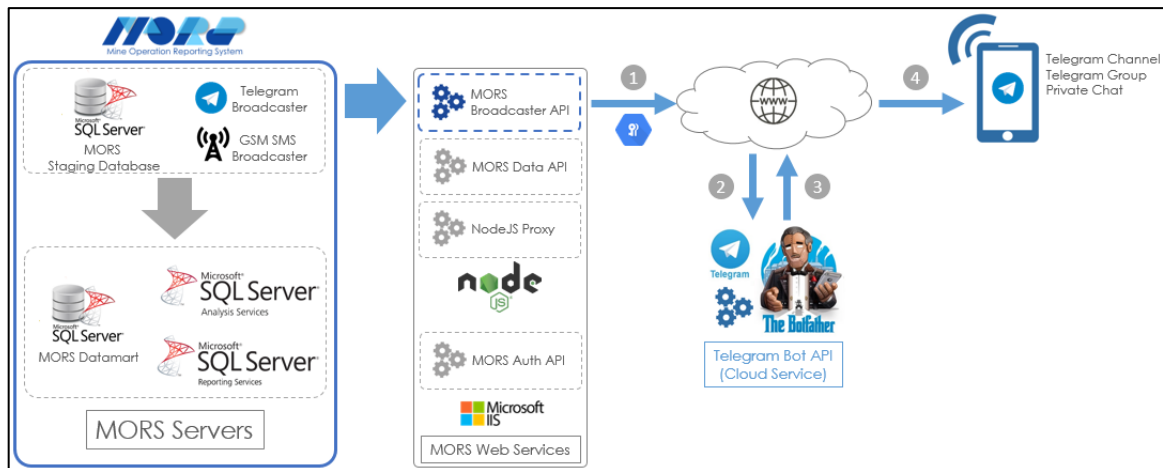 MORS
Mine Operation Reporting System
Microsoft®
SQL Server®
MORS
Staging Database
Telegram
Broadcaster
GSM SMS
Broadcaster
Microsoft®
SQL Server®
MORS Datamart
Microsoft®
SQL Server®
Analysis Services
Microsoft®
SQL Server®
Reporting Services
MORS Servers
MORS
Broadcaster API
MORS Data API
NodeJS Proxy
node
JS
®
MORS Auth API
Microsoft
IIS
MORS Web Services
1
WWW
2
3
4
Telegram
The Botfather
Telegram Bot API
(Cloud Service)
Telegram Channel
Telegram Group
Private Chat